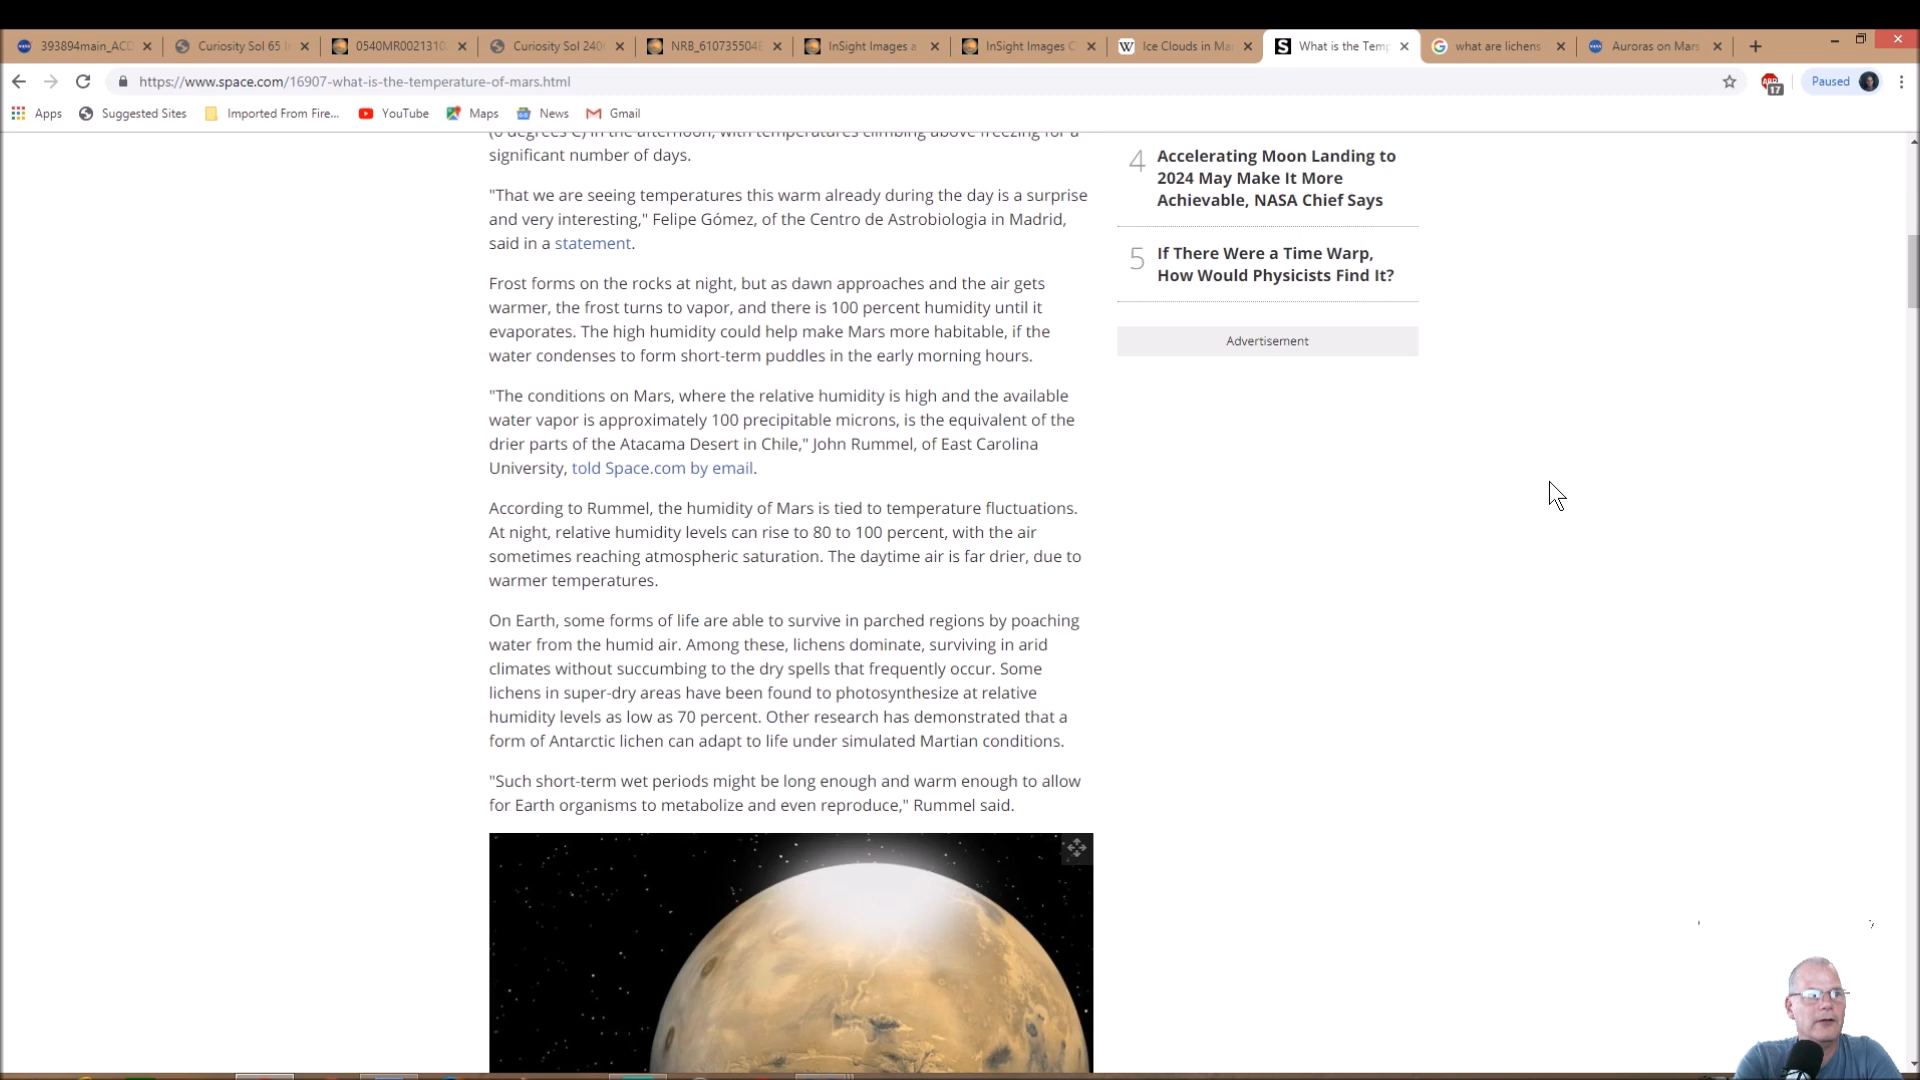 393894main_ACD
Curiosity Sol 65 I
0540MR0021310
Curiosity Sol 240
NRB_610735504
InSight Images a
InSight Images C
W Ice Clouds in Ma
S What is the Temp
what are lichens
Auroras on Mars
https://www.space.com/16907-what-is-the-temperature-of-mars.html
ABP
17
Paused
Apps
Suggested Sites
Imported From Fire...
YouTube
Maps
News
Gmail
(6 degrees C) in the afternoon, with temperatures climbing above freezing for a
significant number of days.
"That we are seeing temperatures this warm already during the day is a surprise
and very interesting," Felipe Gómez, of the Centro de Astrobiologia in Madrid,
said in a statement.
Frost forms on the rocks at night, but as dawn approaches and the air gets
warmer, the frost turns to vapor, and there is 100 percent humidity until it
evaporates. The high humidity could help make Mars more habitable, if the
water condenses to form short-term puddles in the early morning hours.
"The conditions on Mars, where the relative humidity is high and the available
water vapor is approximately 100 precipitable microns, is the equivalent of the
drier parts of the Atacama Desert in Chile," John Rummel, of East Carolina
University, told Space.com by email.
According to Rummel, the humidity of Mars is tied to temperature fluctuations.
At night, relative humidity levels can rise to 80 to 100 percent, with the air
sometimes reaching atmospheric saturation. The daytime air is far drier, due to
warmer temperatures.
On Earth, some forms of life are able to survive in parched regions by poaching
water from the humid air. Among these, lichens dominate, surviving in arid
climates without succumbing to the dry spells that frequently occur. Some
lichens in super-dry areas have been found to photosynthesize at relative
humidity levels as low as 70 percent. Other research has demonstrated that a
form of Antarctic lichen can adapt to life under simulated Martian conditions.
"Such short-term wet periods might be long enough and warm enough to allow
for Earth organisms to metabolize and even reproduce," Rummel said.
4 Accelerating Moon Landing to
2024 May Make It More
Achievable, NASA Chief Says
5 If There Were a Time Warp,
How Would Physicists Find It?
Advertisement